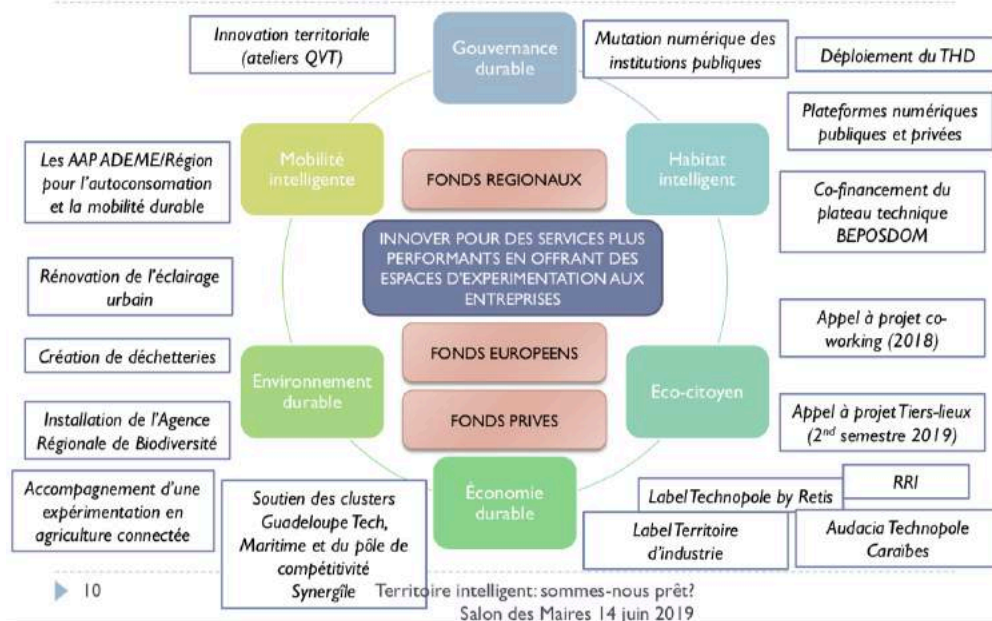 Innovation territoriale
(ateliers QVT)
Gouvernance
durable
Mutation numérique des
institutions publiques
Déploiement du THD
Plateformes numériques
publiques et privées
Les AAP ADEME/Région
pour l'autoconsomation
et la mobilité durable
Mobilité
intelligente
FONDS REGIONAUX
Habitat
intelligent
Co-financement du
plateau technique
BEPOSDOM
INNOVER POUR DES SERVICES PLUS
PERFORMANTS EN OFFRANT DES
ESPACES D'EXPERIMENTATION AUX
ENTREPRISES
Rénovation de l'éclairage
urbain
Appel à projet co-
working (2018)
Création de déchetteries
Environnement
durable
FONDS EUROPEENS
Eco-citoyen
FONDS PRIVES
Installation de l'Agence
Régionale de Biodiversité
Appel à projet Tiers-lieux
(2nd semestre 2019)
Accompagnement d'une
expérimentation en
agriculture connectée
Soutien des clusters
Guadeloupe Tech,
Maritime et du pôle de
compétitivité
Synergîle
Économie
durable
Label Technopole by Retis
RRI
Label Territoire
d'industrie
Audacia Technopole
Caraïbes
10
Territoire intelligent: sommes-nous prêt?
Salon des Maires 14 juin 2019